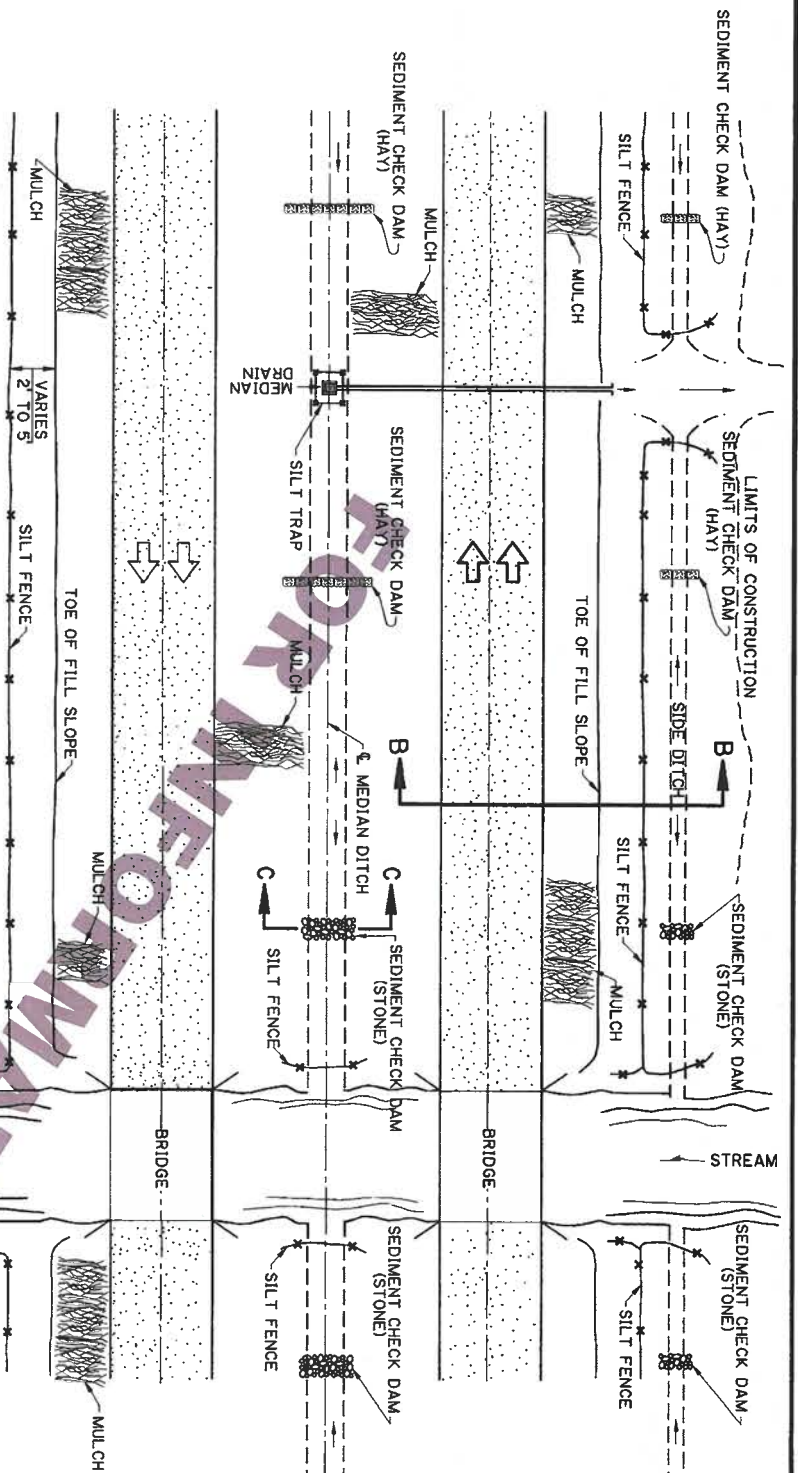 SEDIMENT CHECK DAM (HAY)
SILT FENCE
LIMITS OF CONSTRUCTION
SEDIMENT CHECK DAM
(HAY)
SIDE DITCH
B
SILT FENCE
SEDIMENT CHECK DAM
(STONE)
STREAM
SEDIMENT CHECK DAM
(STONE)
SILT FENCE
MULCH
TOE OF FILL SLOPE
MULCH
BRIDGE
SEDIMENT CHECK DAM
(HAY)
MULCH
MEDIAN
DRAIN
SILT TRAP
SEDIMENT CHECK DAM
(HAY)
MULCH
B
℄ MEDIAN DITCH
C
C
SEDIMENT CHECK DAM
(STONE)
SILT FENCE
SEDIMENT CHECK DAM
(STONE)
SILT FENCE
BRIDGE
MULCH
VARIES
2' TO 5'
SILT FENCE
TOE OF FILL SLOPE
MULCH
MULCH
FOR INFORMA